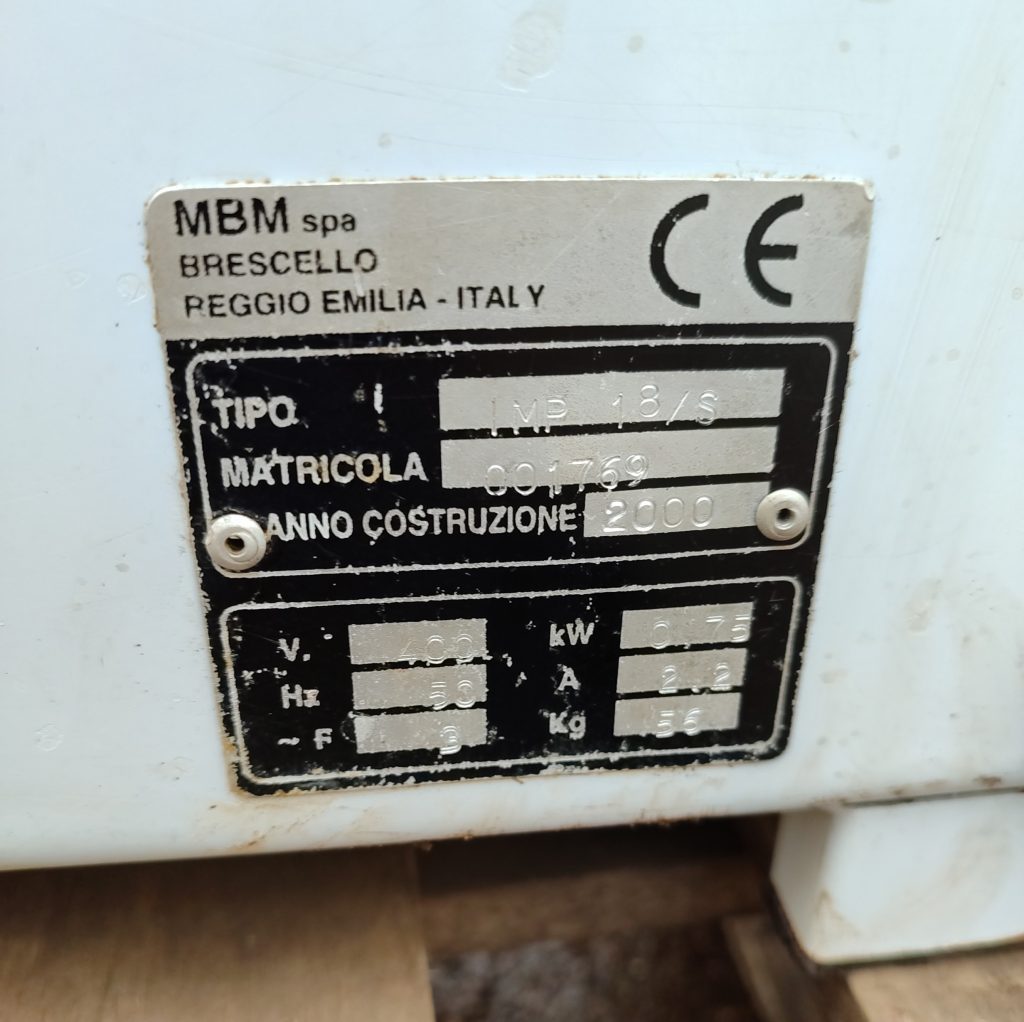 MBM spa
BRESCELLO
REGGIO EMILIA - ITALY
CE
TIPO IMP 18/S
MATRICOLA 001769
ANNO COSTRUZIONE 2000
V. 400 kW 0.75
Hz 50 A 2.2
~ F 3 Kg 56